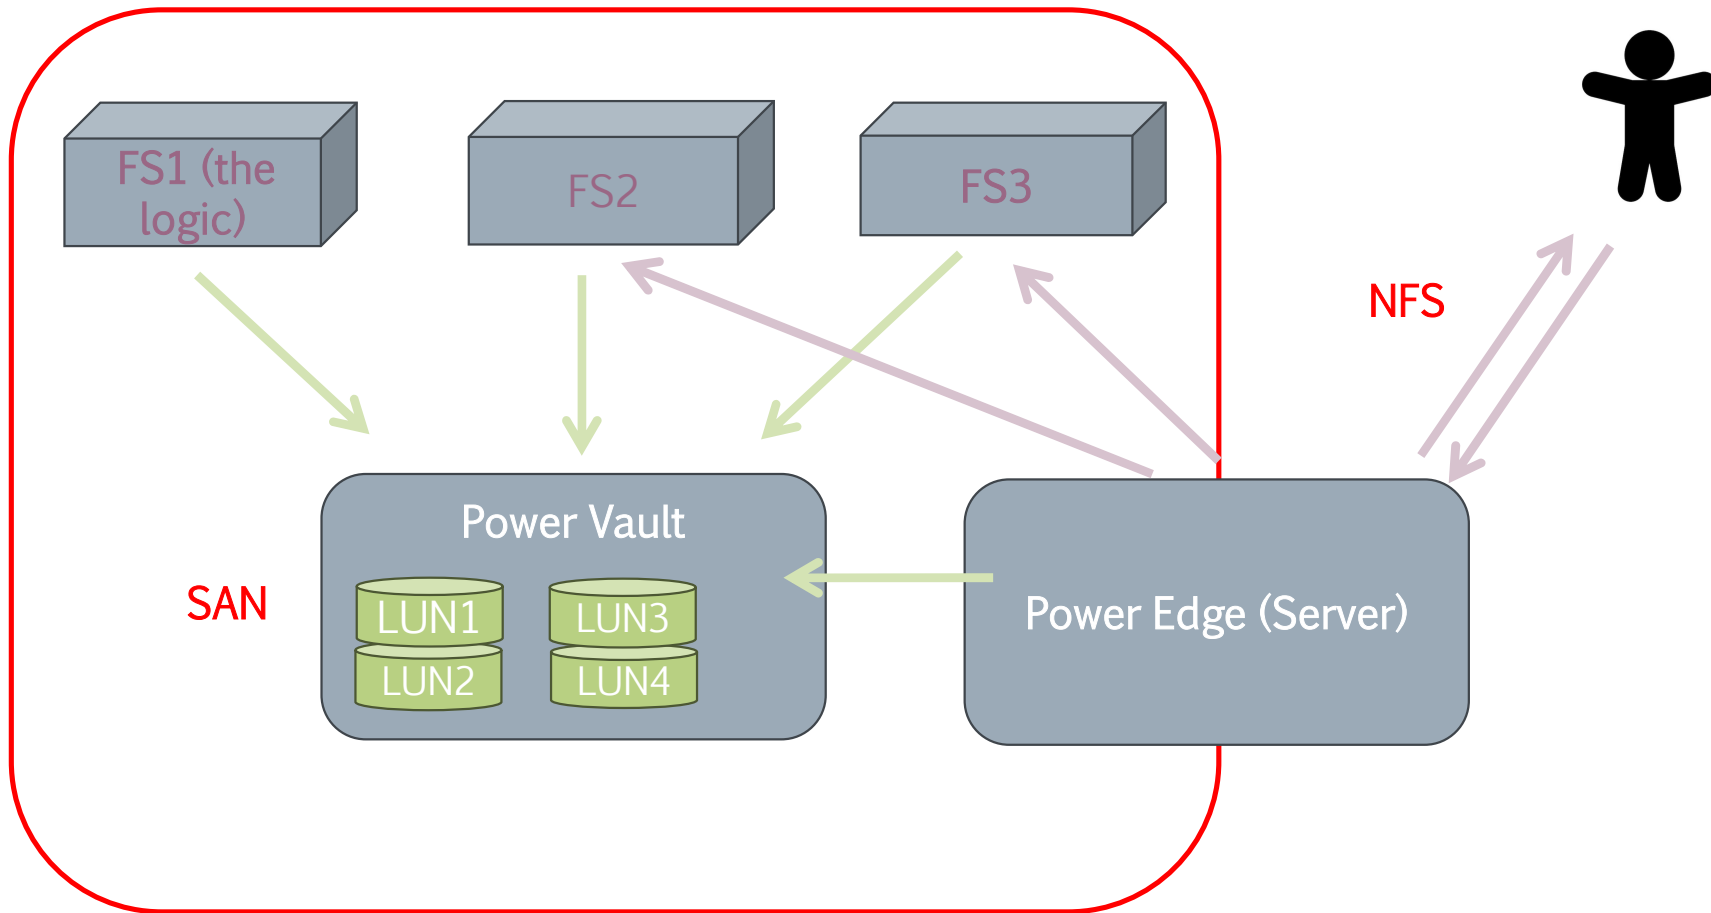 FS1 (the
logic)
FS2
FS3
NFS
Power Vault
SAN
LUN1
LUN3
LUN2
LUN4
Power Edge (Server)